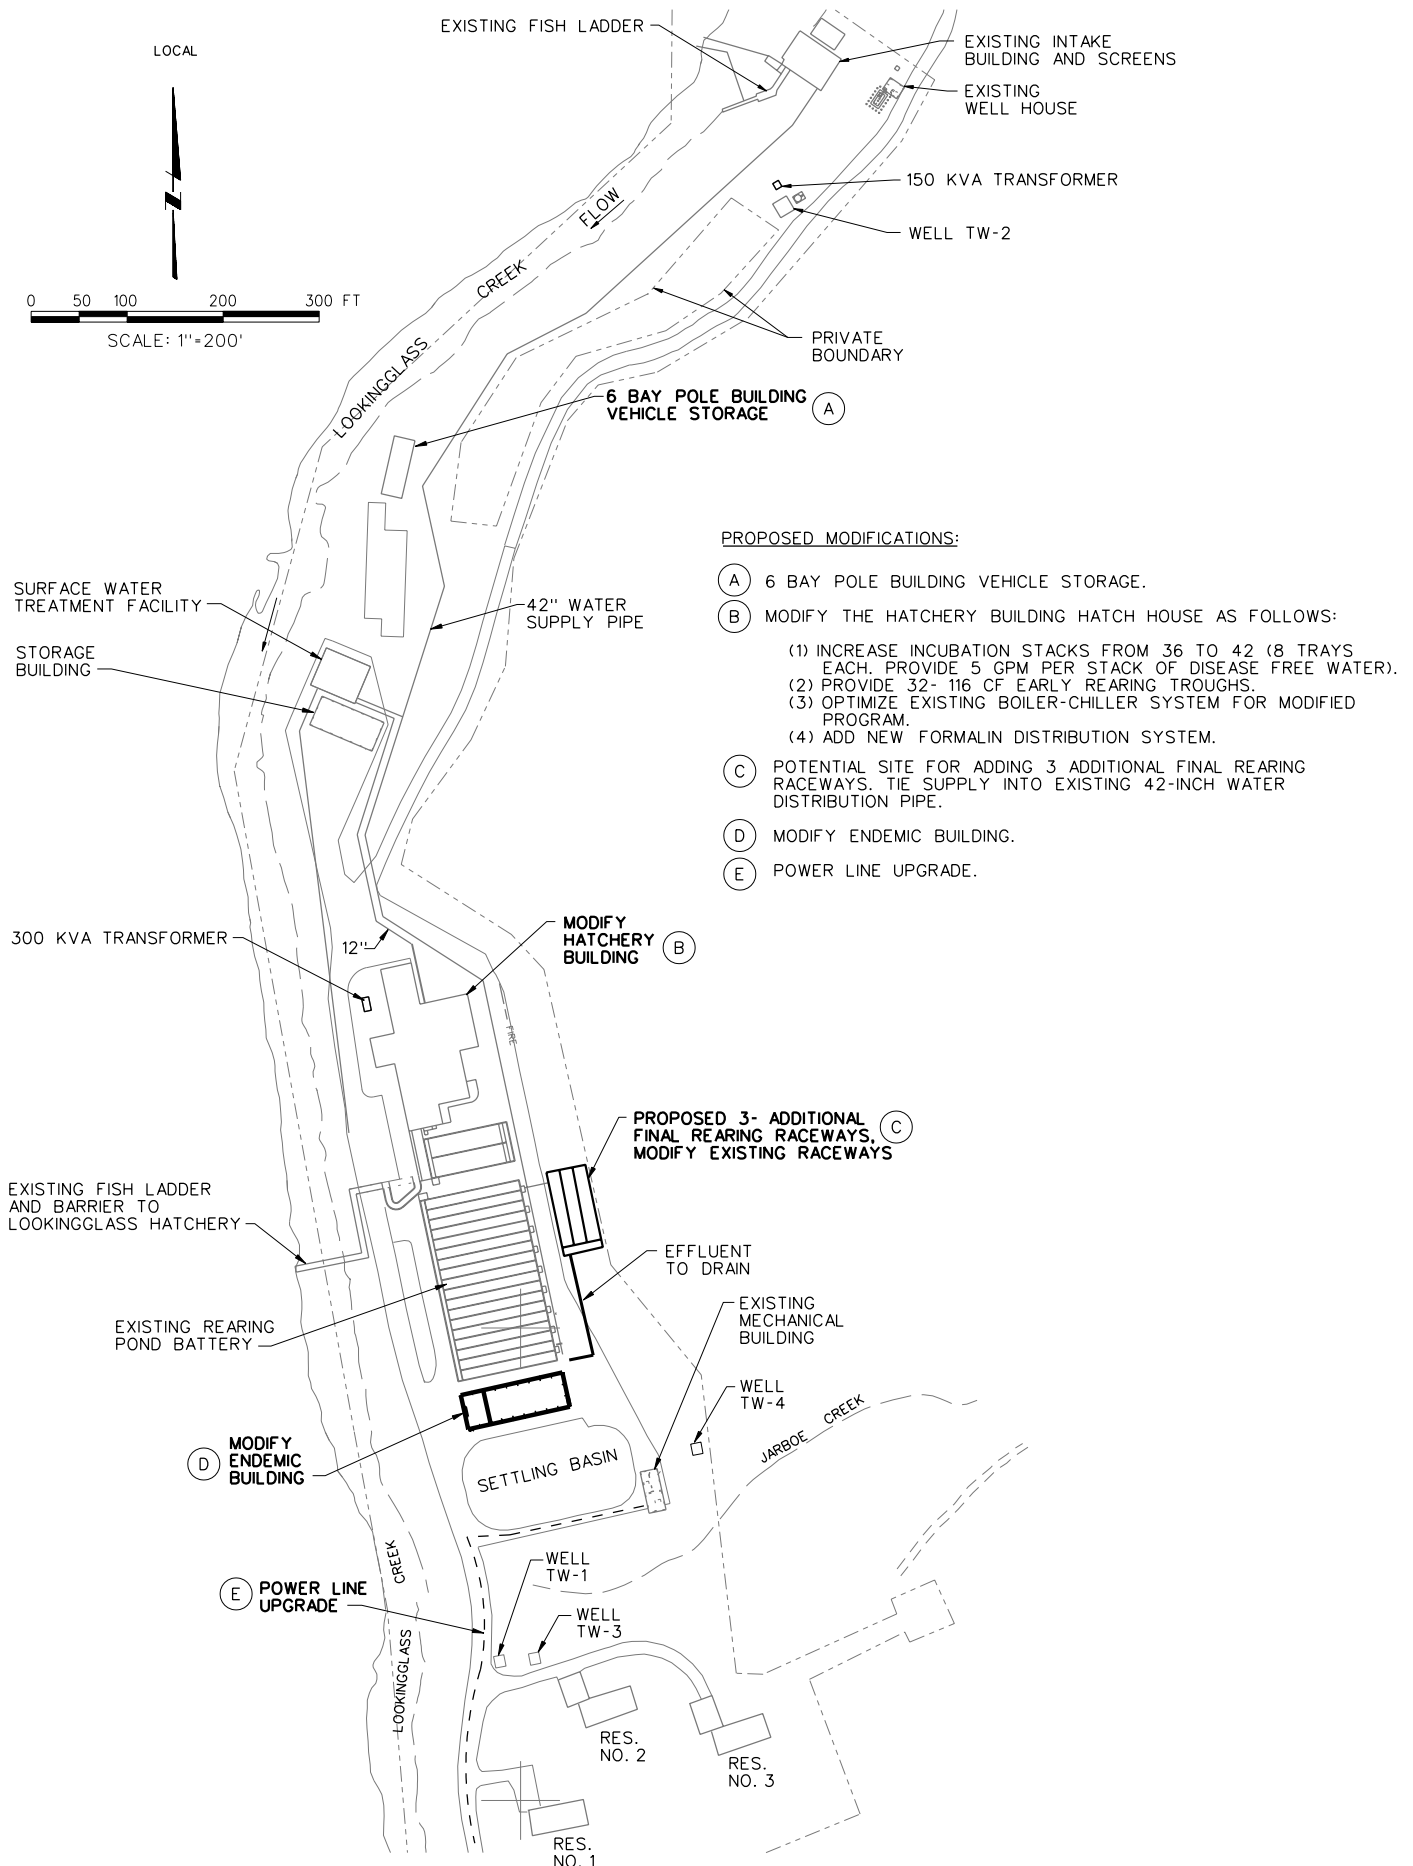 LOCAL
N
0 50 100 200 300 FT
SCALE: 1"=200'
EXISTING FISH LADDER
EXISTING INTAKE
BUILDING AND SCREENS
EXISTING
WELL HOUSE
150 KVA TRANSFORMER
WELL TW-2
FLOW
LOOKINGGLASS CREEK
PRIVATE
BOUNDARY
6 BAY POLE BUILDING
VEHICLE STORAGE
A
SURFACE WATER
TREATMENT FACILITY
STORAGE
BUILDING
42" WATER
SUPPLY PIPE
PROPOSED MODIFICATIONS:
A 6 BAY POLE BUILDING VEHICLE STORAGE.
B MODIFY THE HATCHERY BUILDING HATCH HOUSE AS FOLLOWS:
(1) INCREASE INCUBATION STACKS FROM 36 TO 42 (8 TRAYS
EACH. PROVIDE 5 GPM PER STACK OF DISEASE FREE WATER).
(2) PROVIDE 32- 116 CF EARLY REARING TROUGHS.
(3) OPTIMIZE EXISTING BOILER-CHILLER SYSTEM FOR MODIFIED
PROGRAM.
(4) ADD NEW FORMALIN DISTRIBUTION SYSTEM.
C POTENTIAL SITE FOR ADDING 3 ADDITIONAL FINAL REARING
RACEWAYS. TIE SUPPLY INTO EXISTING 42-INCH WATER
DISTRIBUTION PIPE.
D MODIFY ENDEMIC BUILDING.
E POWER LINE UPGRADE.
300 KVA TRANSFORMER
12"
MODIFY
HATCHERY
BUILDING
B
FIRE
PROPOSED 3- ADDITIONAL
FINAL REARING RACEWAYS,
MODIFY EXISTING RACEWAYS
C
EXISTING FISH LADDER
AND BARRIER TO
LOOKINGGLASS HATCHERY
EFFLUENT
TO DRAIN
EXISTING REARING
POND BATTERY
EXISTING
MECHANICAL
BUILDING
WELL
TW-4
JARBOE CREEK
D
MODIFY
ENDEMIC
BUILDING
SETTLING BASIN
LOOKINGGLASS CREEK
WELL
TW-1
E
POWER LINE
UPGRADE
WELL
TW-3
RES.
NO. 2
RES.
NO. 3
RES.
NO. 1